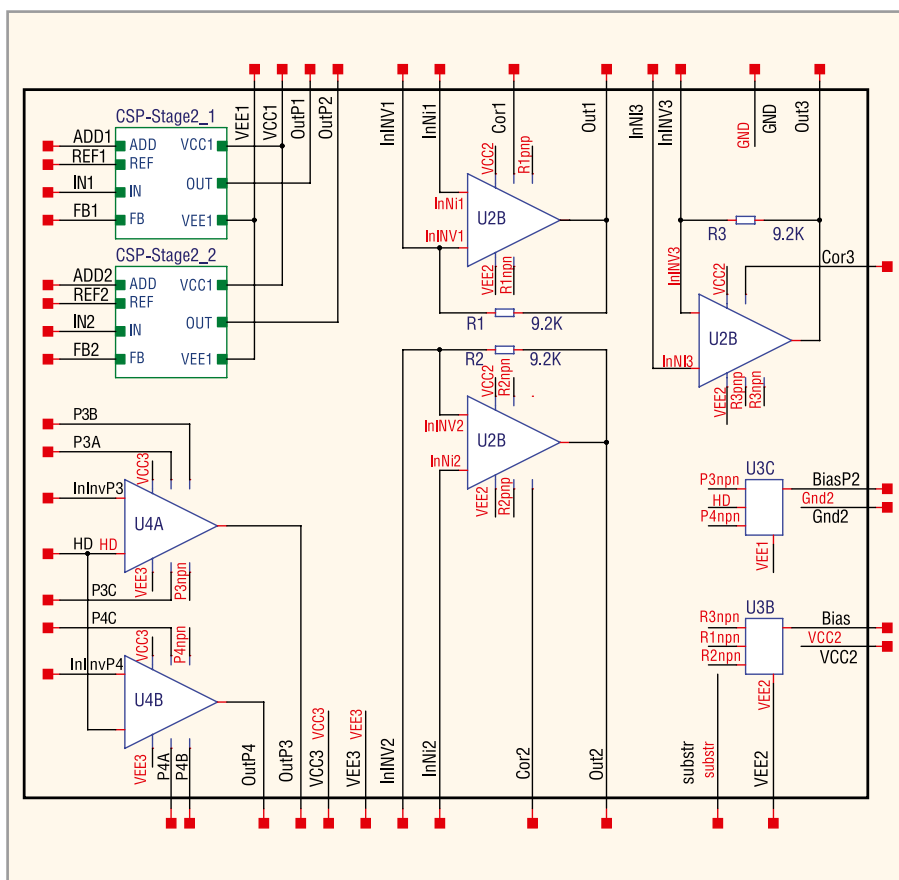 CSP-Stage2_1
ADD1
REF1
IN1
FB1
ADD
REF
IN
FB
VCC1
OUT
VEE1
CSP-Stage2_2
ADD2
REF2
IN2
FB2
ADD
REF
IN
FB
VCC1
OUT
VEE1
VEE1
VCC1
OutP1
OutP2
InINV1
InNi1
Cor1
Out1
VCC2
R1pnp
InNi1
InINV1
U2B
VEE2
R1npn
R1
9.2K
InNI3
InINV3
GND
GND
Out3
R3
9.2K
InINV3
VCC2
Cor3
U2B
InNI3
VEE2
R3pnp
R3npn
R2
9.2K
VCC2
R2npn
InINV2
InNi2
U2B
VEE2
R2pnp
P3B
P3A
InInvP3
HD
HD
P3C
P4C
InInvP4
VCC3
U4A
VEE3
P3npn
VCC3
P4npn
U4B
VEE3
P4A
P4B
OutP4
OutP3
VCC3
VCC3
VEE3
VEE3
InINV2
InNi2
Cor2
Out2
U3C
P3npn
HD
P4npn
BiasP2
Gnd2
Gnd2
VEE1
U3B
R3npn
R1npn
R2npn
Bias
VCC2
VCC2
VEE2
substr
substr
VEE2